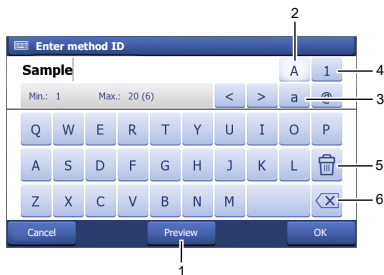 2
Enter method ID
Sample A 1 4
Min.: 1 Max.: 20 (6) < > a @ 3
Q W E R T Y U I O P
A S D F G H J K L 5
Z X C V B N M 6
Cancel Preview OK
1